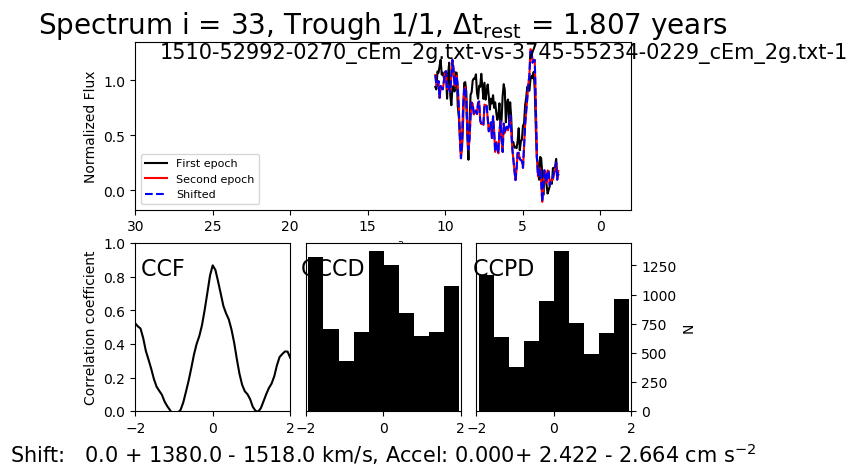 Spectrum i = 33, Trough 1/1, Δt_rest = 1.807 years
1510-52992-0270_cEm_2g.txt-vs-3745-55234-0229_cEm_2g.txt-1
Normalized Flux
1.0
0.5
0.0
First epoch
Second epoch
Shifted
30 25 20 15 10 5 0
Correlation coefficient
1.0
0.8
0.6
0.4
0.2
0.0
CCF
CCCD
CCPD
1250
1000
750
500
250
0
N
−2 0 2
−2 0 2
−2 0 2
Shift: 0.0 + 1380.0 - 1518.0 km/s, Accel: 0.000+ 2.422 - 2.664 cm s⁻²